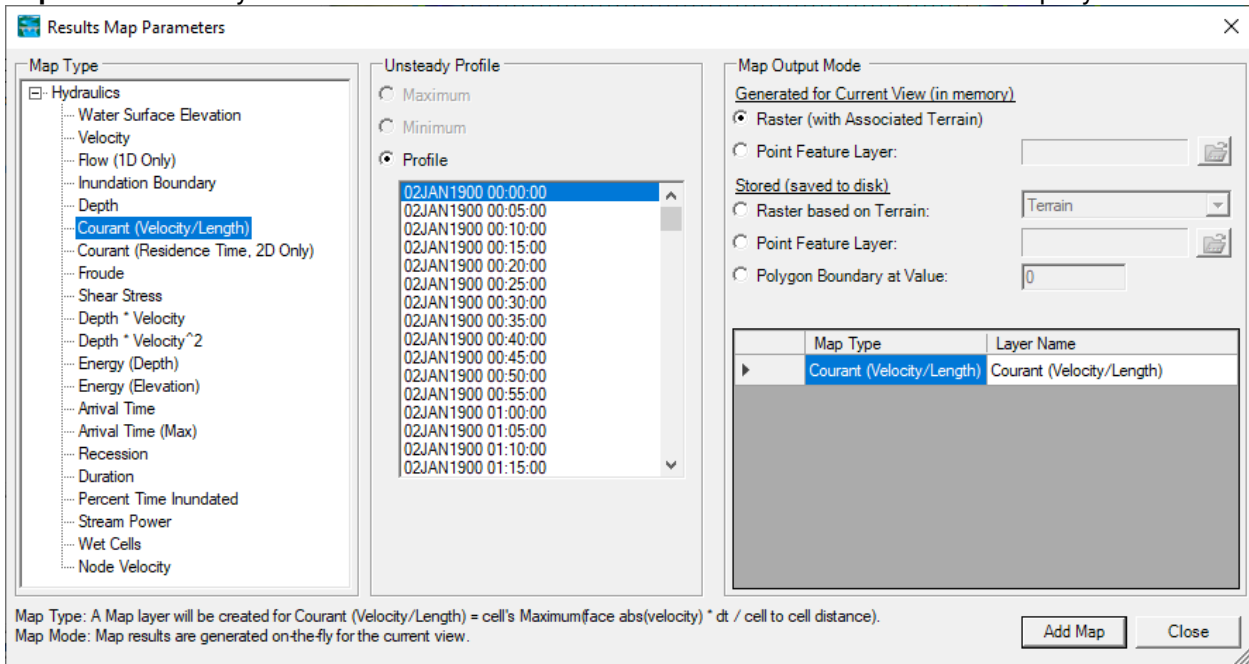 Results Map Parameters
Map Type
Hydraulics
Water Surface Elevation
Velocity
Flow (1D Only)
Inundation Boundary
Depth
Courant (Velocity/Length)
Courant (Residence Time, 2D Only)
Froude
Shear Stress
Depth * Velocity
Depth * Velocity^2
Energy (Depth)
Energy (Elevation)
Arrival Time
Arrival Time (Max)
Recession
Duration
Percent Time Inundated
Stream Power
Wet Cells
Node Velocity
Unsteady Profile
Maximum
Minimum
Profile
02JAN1900 00:00:00
02JAN1900 00:05:00
02JAN1900 00:10:00
02JAN1900 00:15:00
02JAN1900 00:20:00
02JAN1900 00:25:00
02JAN1900 00:30:00
02JAN1900 00:35:00
02JAN1900 00:40:00
02JAN1900 00:45:00
02JAN1900 00:50:00
02JAN1900 00:55:00
02JAN1900 01:00:00
02JAN1900 01:05:00
02JAN1900 01:10:00
02JAN1900 01:15:00
Map Output Mode
Generated for Current View (in memory)
Raster (with Associated Terrain)
Point Feature Layer:
Stored (saved to disk)
Raster based on Terrain: Terrain
Point Feature Layer:
Polygon Boundary at Value: 0
Map Type Layer Name
Courant (Velocity/Length) Courant (Velocity/Length)
Map Type: A Map layer will be created for Courant (Velocity/Length) = cell's Maximum(face abs(velocity) * dt / cell to cell distance).
Map Mode: Map results are generated on-the-fly for the current view.
Add Map Close